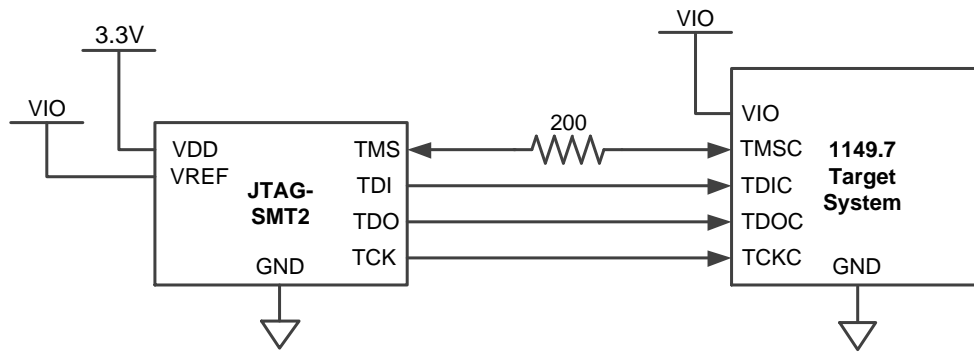 3.3V
VIO
VDD
VREF
JTAG-
SMT2
GND
TMS
TDI
TDO
TCK
200
VIO
VIO
TMSC
TDIC
TDOC
TCKC
1149.7
Target
System
GND